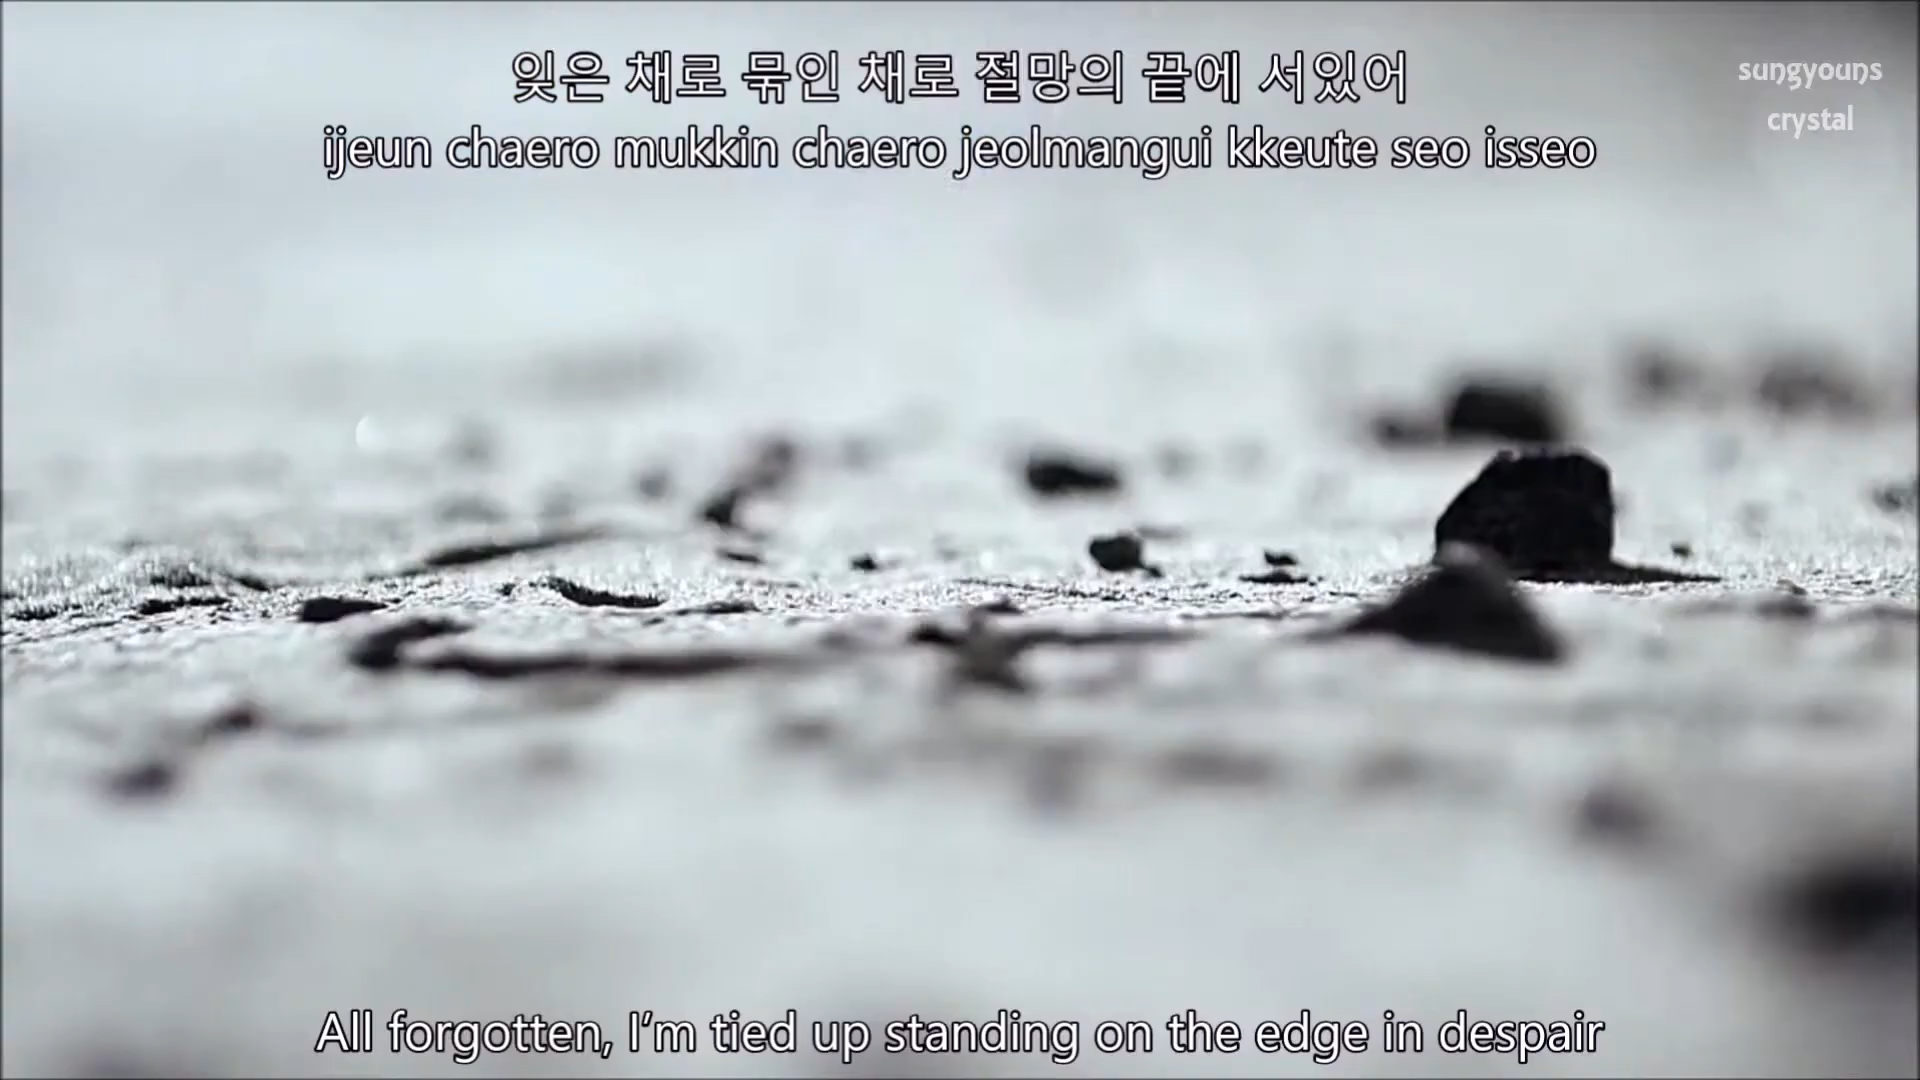 잊은 채로 묶인 채로 절망의 끝에 서있어
ijeun chaero mukkin chaero jeolmangui kkeute seo isseo
sungyouns
crystal
All forgotten, I’m tied up standing on the edge in despair